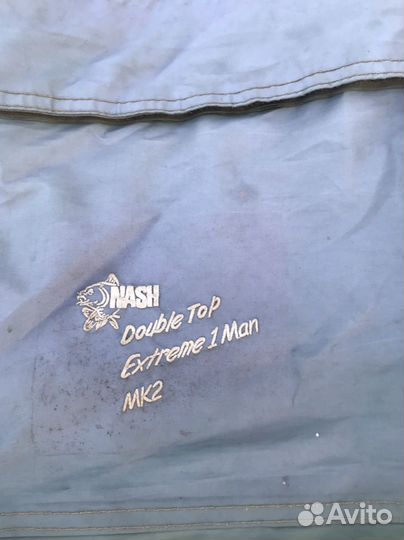 NASH
Double Top
Extreme 1 Man
MK2
Avito